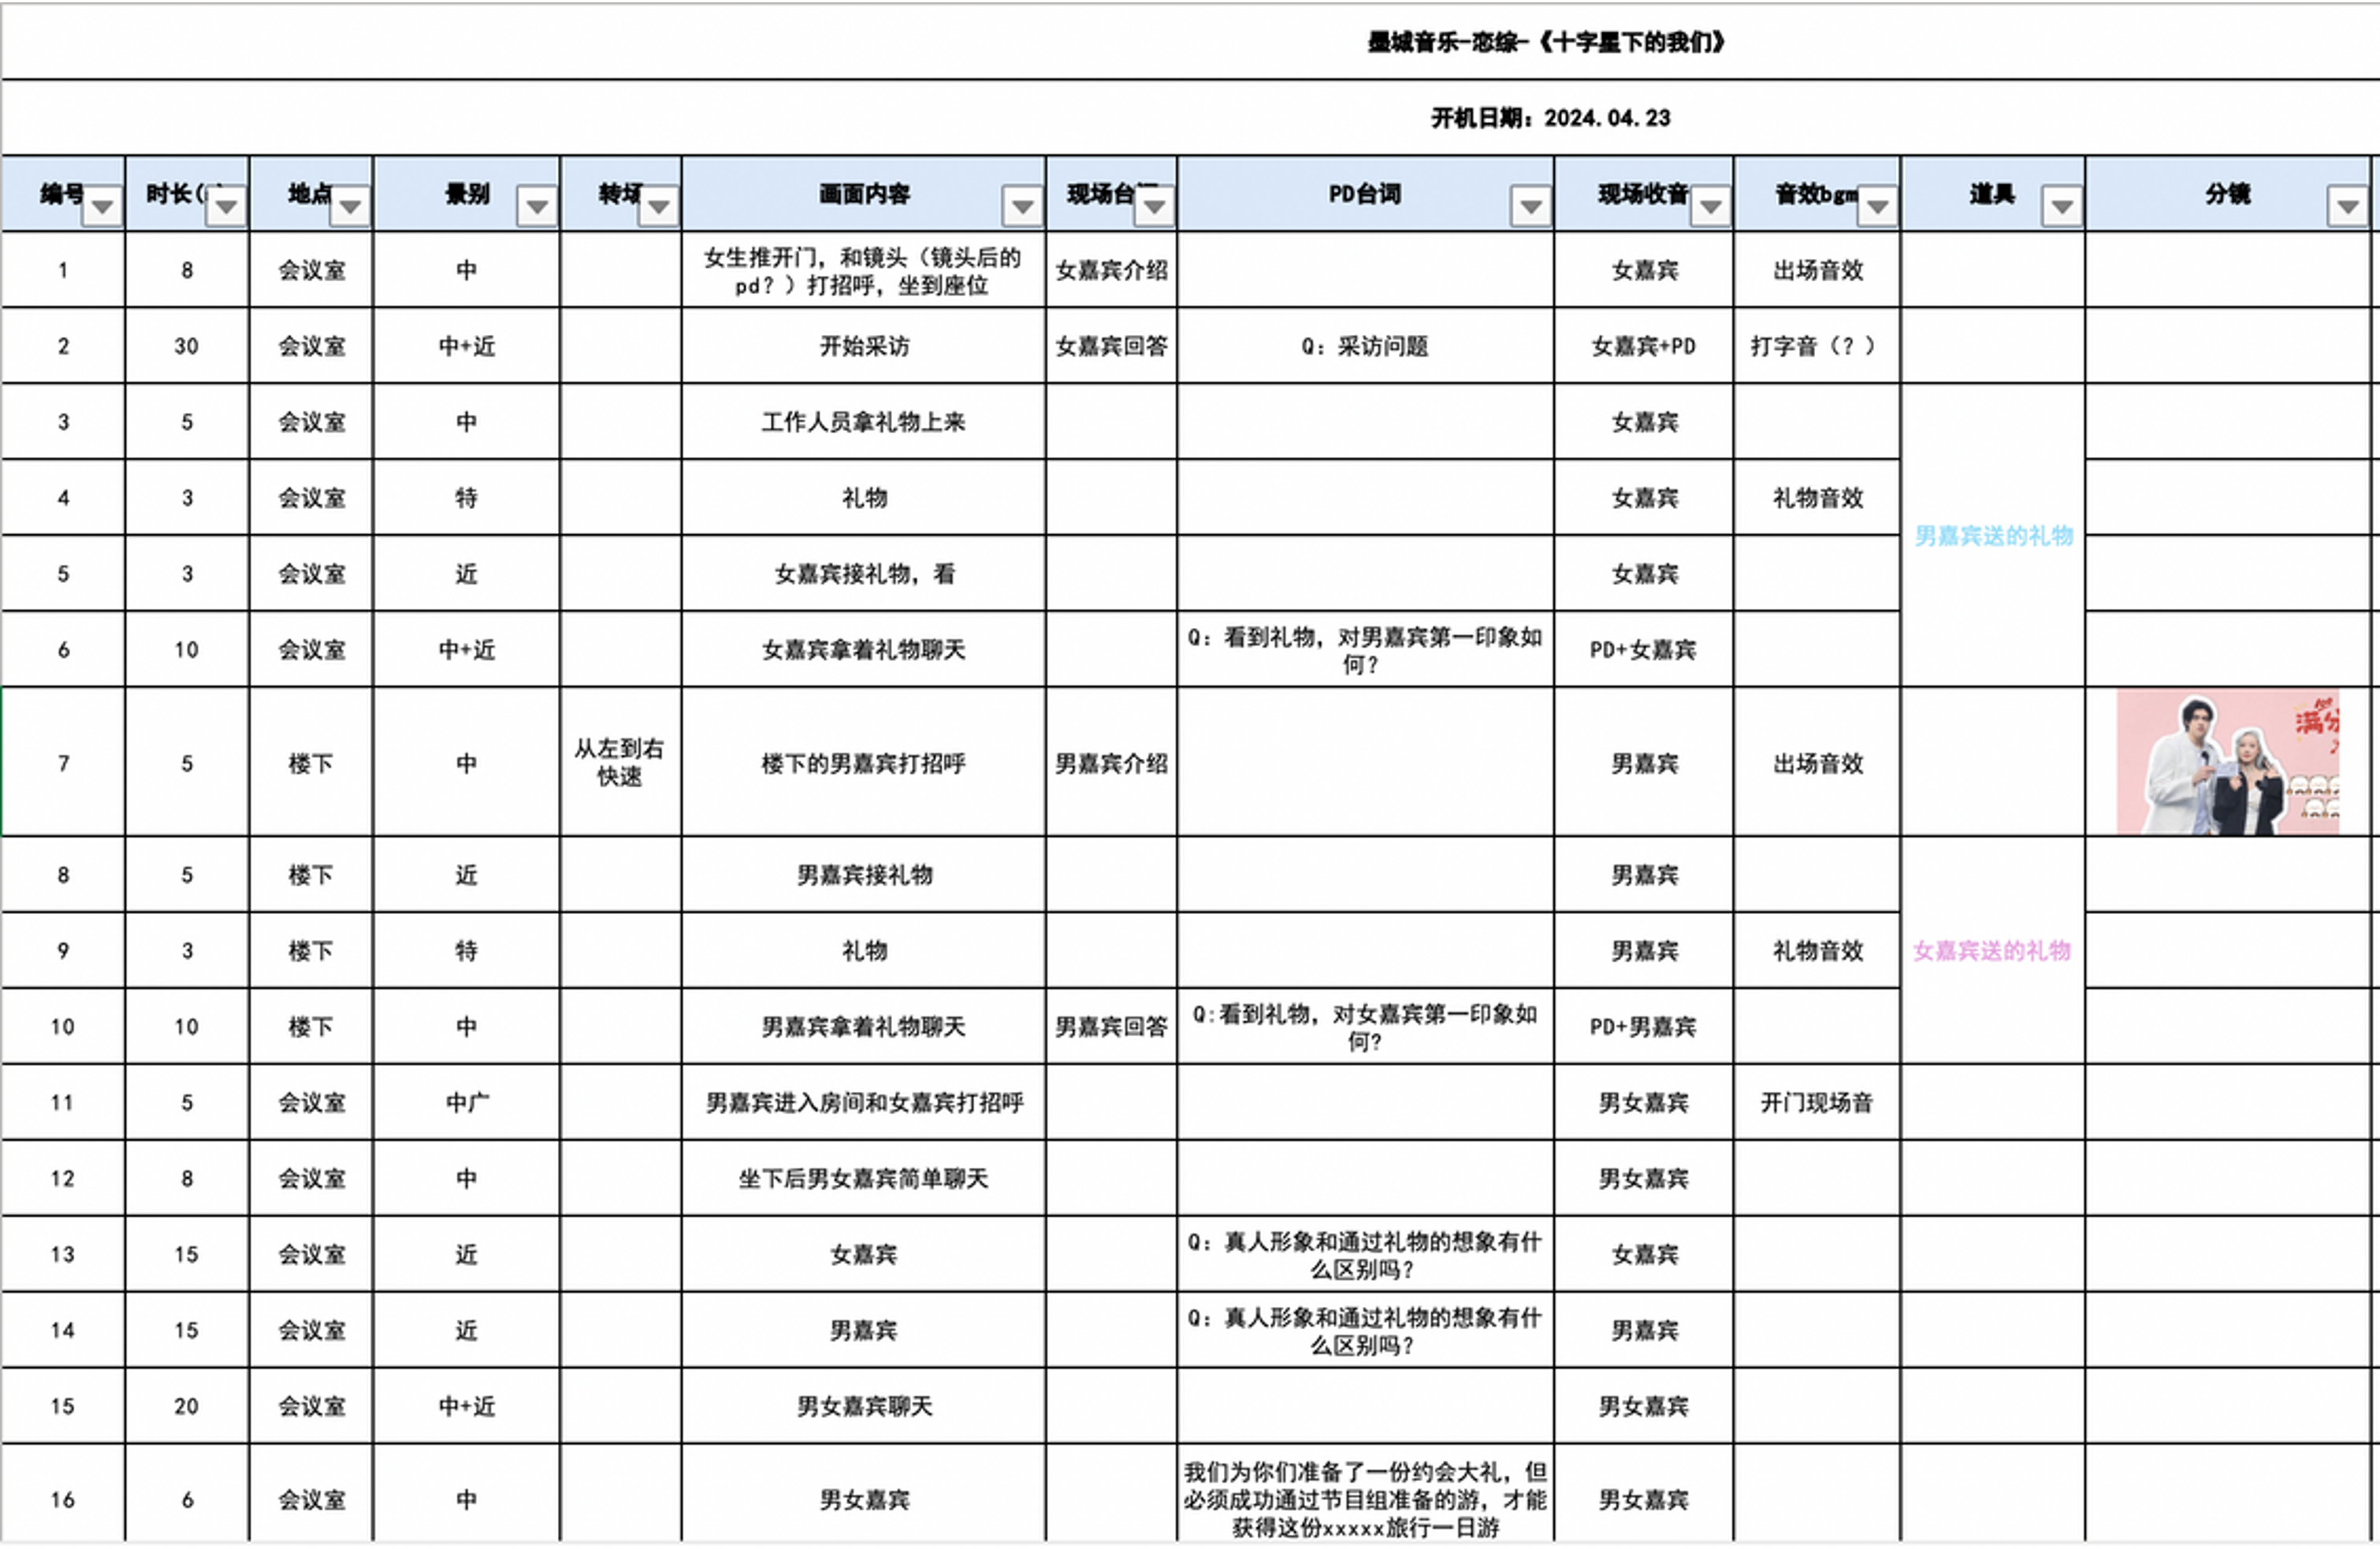 墨城音乐-恋综-《十字星下的我们》
开机日期：2024.04.23
编号 时长( 地点 景别 转场 画面内容 现场台 PD台词 现场收音 音效bgm 道具 分镜
1 8 会议室 中 女生推开门，和镜头（镜头后的 女嘉宾介绍 女嘉宾 出场音效
pd？）打招呼，坐到座位
2 30 会议室 中+近 开始采访 女嘉宾回答 Q：采访问题 女嘉宾+PD 打字音（？）
3 5 会议室 中 工作人员拿礼物上来 女嘉宾
4 3 会议室 特 礼物 女嘉宾 礼物音效
男嘉宾送的礼物
5 3 会议室 近 女嘉宾接礼物，看 女嘉宾
6 10 会议室 中+近 女嘉宾拿着礼物聊天 Q：看到礼物，对男嘉宾第一印象如 PD+女嘉宾
何？
7 5 楼下 中 从左到右 楼下的男嘉宾打招呼 男嘉宾介绍 男嘉宾 出场音效
快速
8 5 楼下 近 男嘉宾接礼物 男嘉宾
9 3 楼下 特 礼物 男嘉宾 礼物音效 女嘉宾送的礼物
10 10 楼下 中 男嘉宾拿着礼物聊天 男嘉宾回答 Q:看到礼物，对女嘉宾第一印象如 PD+男嘉宾
何?
11 5 会议室 中广 男嘉宾进入房间和女嘉宾打招呼 男女嘉宾 开门现场音
12 8 会议室 中 坐下后男女嘉宾简单聊天 男女嘉宾
13 15 会议室 近 女嘉宾 Q：真人形象和通过礼物的想象有什 女嘉宾
么区别吗？
14 15 会议室 近 男嘉宾 Q：真人形象和通过礼物的想象有什 男嘉宾
么区别吗？
15 20 会议室 中+近 男女嘉宾聊天 男女嘉宾
16 6 会议室 中 男女嘉宾 我们为你们准备了一份约会大礼，但 男女嘉宾
必须成功通过节目组准备的游，才能
获得这份xxxxx旅行一日游